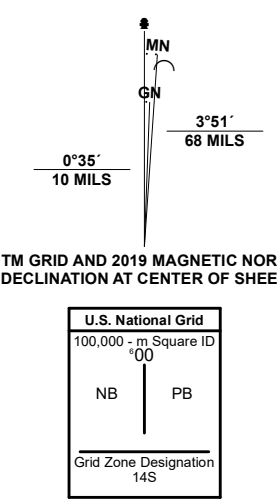 MN
GN
3°51´
68 MILS
0°35´
10 MILS
TM GRID AND 2019 MAGNETIC NOR
DECLINATION AT CENTER OF SHEE
U.S. National Grid
100,000 - m Square ID
⁶00
NB PB
Grid Zone Designation
14S